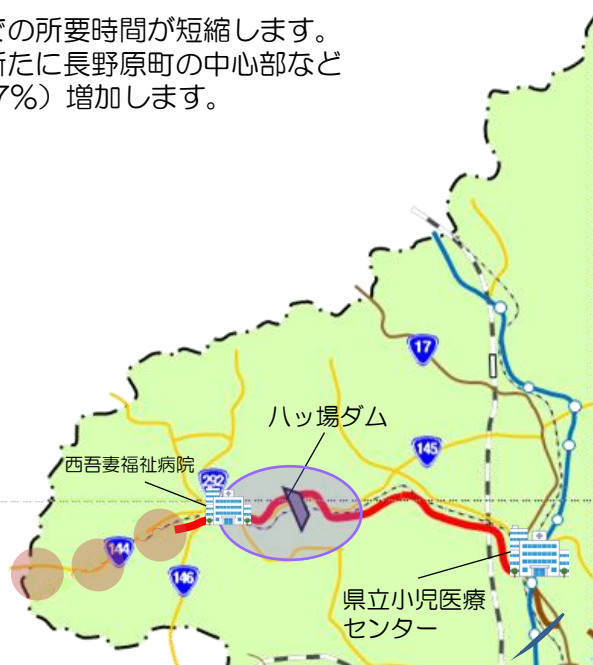 での所要時間が短縮します。
新たに長野原町の中心部など
7%）増加します。
17
ハッ場ダム
145
西吾妻福祉病院
292
144
146
県立小児医療
センター